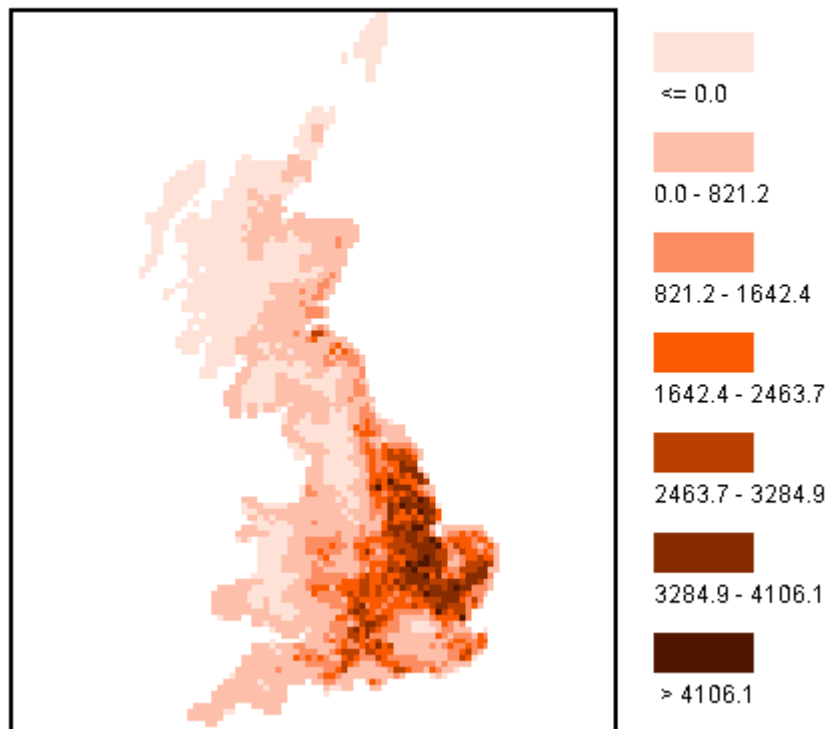 <= 0.0
0.0 - 821.2
821.2 - 1642.4
1642.4 - 2463.7
2463.7 - 3284.9
3284.9 - 4106.1
> 4106.1